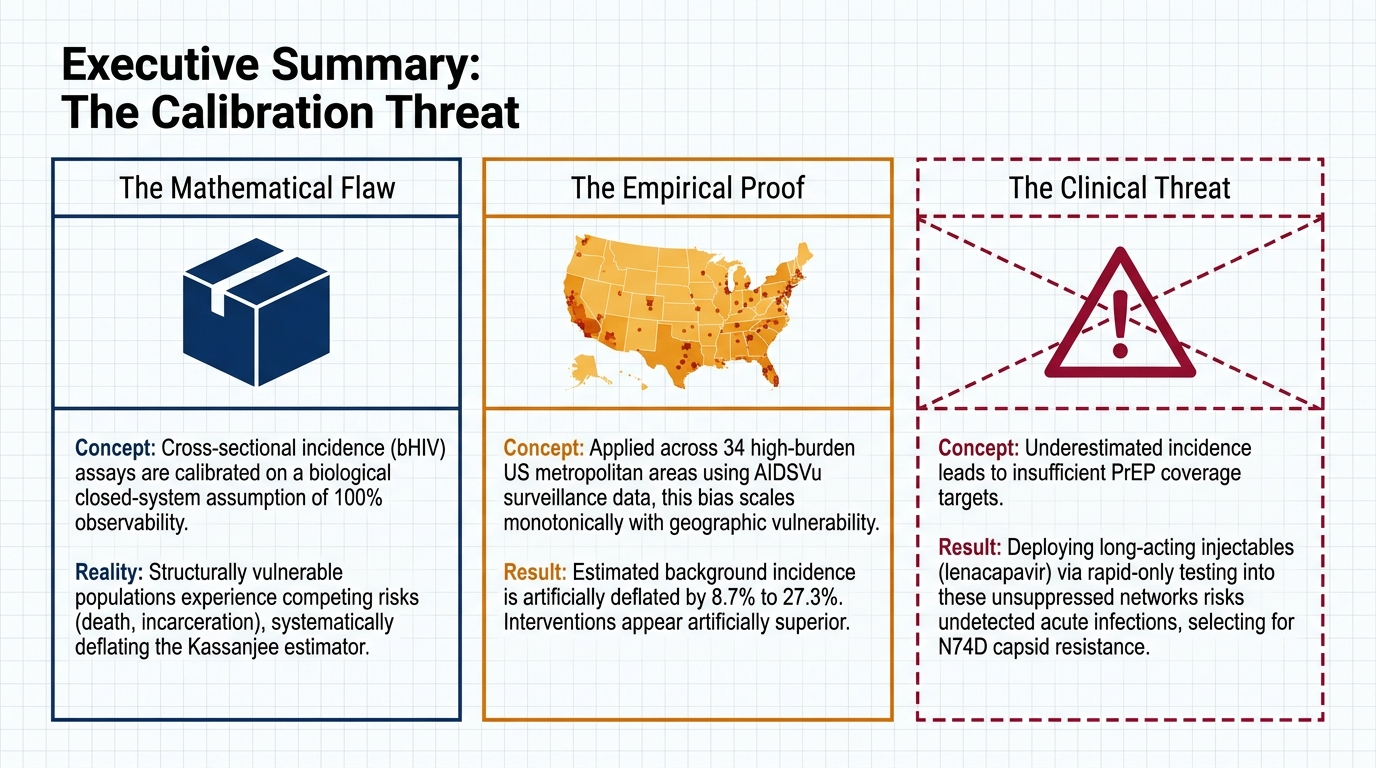 Executive Summary:
The Calibration Threat
The Mathematical Flaw
Concept: Cross-sectional incidence (bHIV)
assays are calibrated on a biological
closed-system assumption of 100%
observability.
Reality: Structurally vulnerable
populations experience competing risks
(death, incarceration), systematically
deflating the Kassanjee estimator.
The Empirical Proof
Concept: Applied across 34 high-burden
US metropolitan areas using AIDSVu
surveillance data, this bias scales
monotonically with geographic vulnerability.
Result: Estimated background incidence
is artificially deflated by 8.7% to 27.3%.
Interventions appear artificially superior.
The Clinical Threat
Concept: Underestimated incidence
leads to insufficient PrEP coverage
targets.
Result: Deploying long-acting injectables
(lenacapavir) via rapid-only testing into
these unsuppressed networks risks
undetected acute infections, selecting for
N74D capsid resistance.